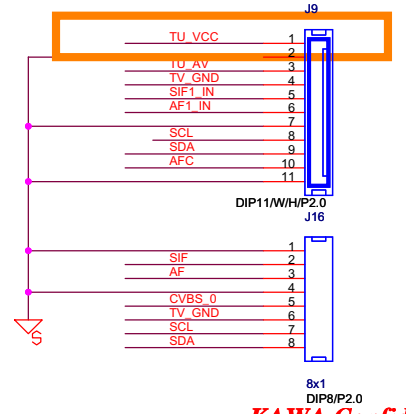 J9
TU_VCC 1
2
TU_AV 3
TV_GND 4
SIF1_IN 5
AF1_IN 6
7
SCL 8
SDA 9
AFC 10
11
DIP11/W/H/P2.0
J16
1
SIF 2
AF 3
4
CVBS_0 5
TV_GND 6
SCL 7
SDA 8
S
8x1
DIP8/P2.0
KAWA Confid